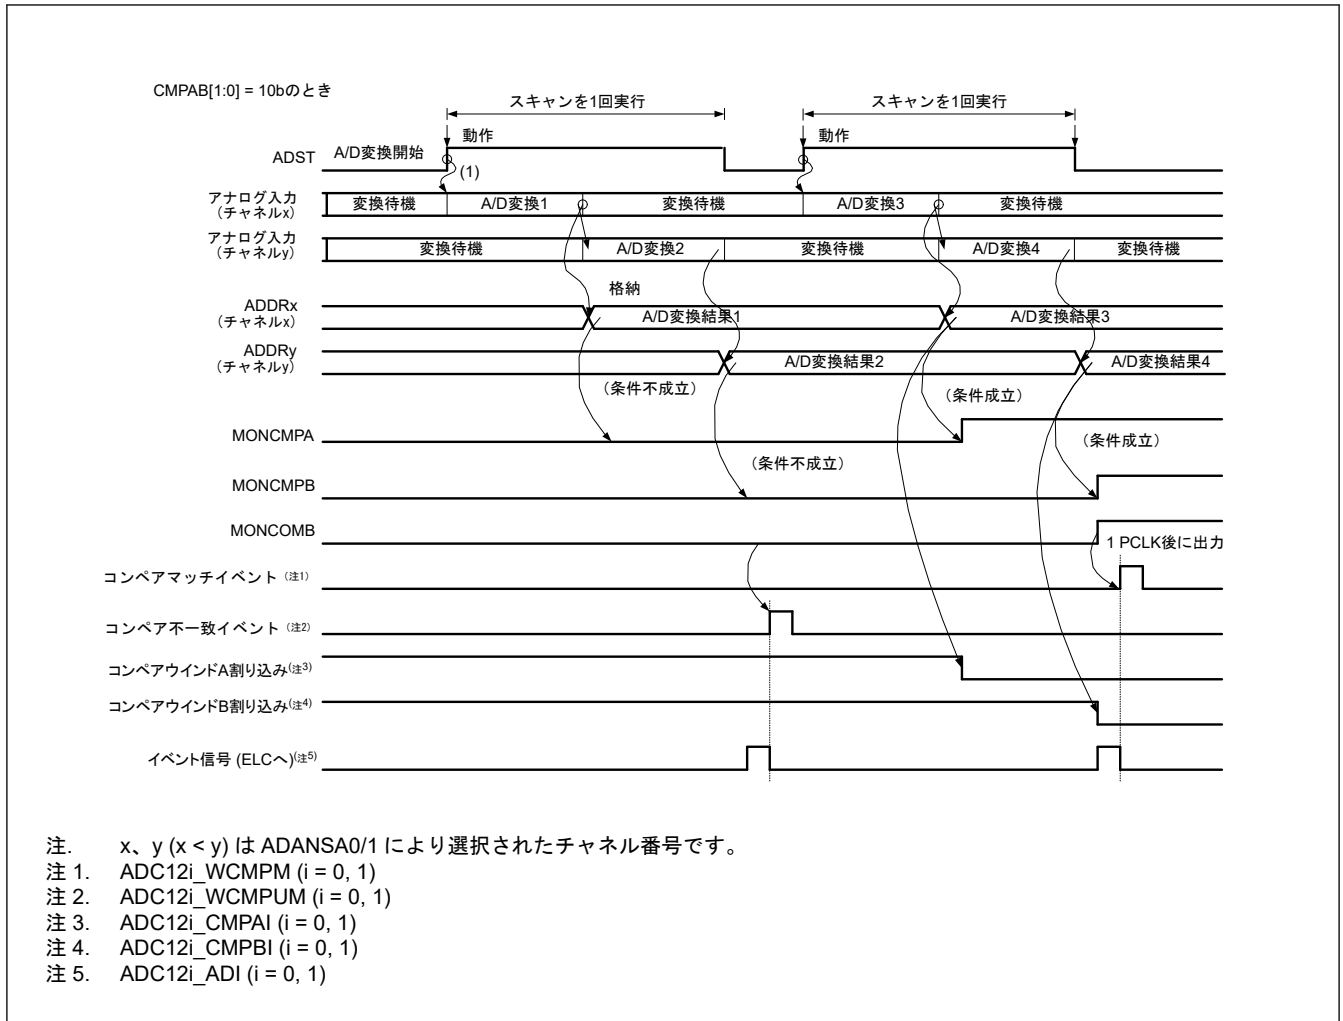 CMPAB[1:0] = 10bのとき
スキャンを1回実行
スキャンを1回実行
ADST
A/D変換開始
動作
動作
(1)
アナログ入力
（チャネルx）
変換待機
A/D変換1
変換待機
A/D変換3
変換待機
アナログ入力
（チャネルy）
変換待機
A/D変換2
変換待機
A/D変換4
変換待機
格納
ADDRx
（チャネルx）
A/D変換結果1
A/D変換結果3
ADDRy
（チャネルy）
A/D変換結果2
A/D変換結果4
（条件不成立）
（条件成立）
MONCMPA
（条件成立）
（条件不成立）
MONCMPB
MONCOMB
1 PCLK後に出力
コンペアマッチイベント（注1）
コンペア不一致イベント（注2）
コンペアウインドA割り込み(注3)
コンペアウインドB割り込み(注4)
イベント信号 (ELCへ)(注5)
注. x、y (x < y) は ADANSA0/1 により選択されたチャネル番号です。
注 1. ADC12i_WCMPM (i = 0, 1)
注 2. ADC12i_WCMPUM (i = 0, 1)
注 3. ADC12i_CMPAI (i = 0, 1)
注 4. ADC12i_CMPBI (i = 0, 1)
注 5. ADC12i_ADI (i = 0, 1)